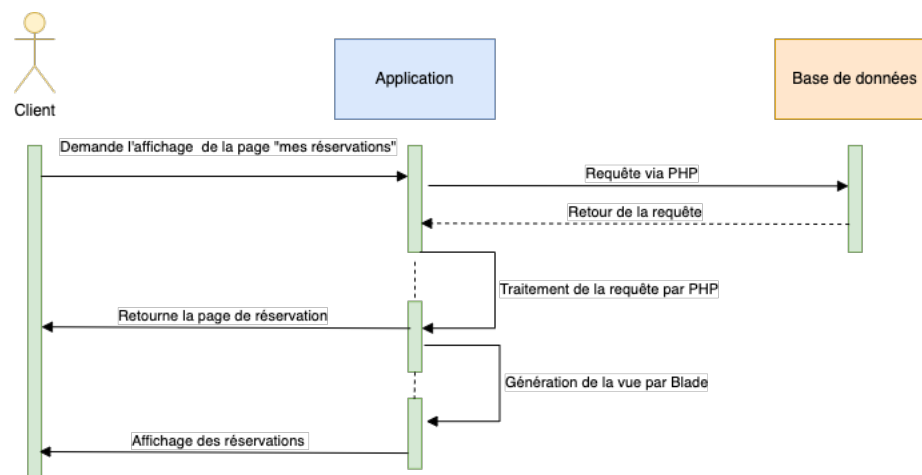 Application
Base de données
Client
Demande l'affichage de la page "mes réservations"
Requête via PHP
Retour de la requête
Traitement de la requête par PHP
Retourne la page de réservation
Génération de la vue par Blade
Affichage des réservations